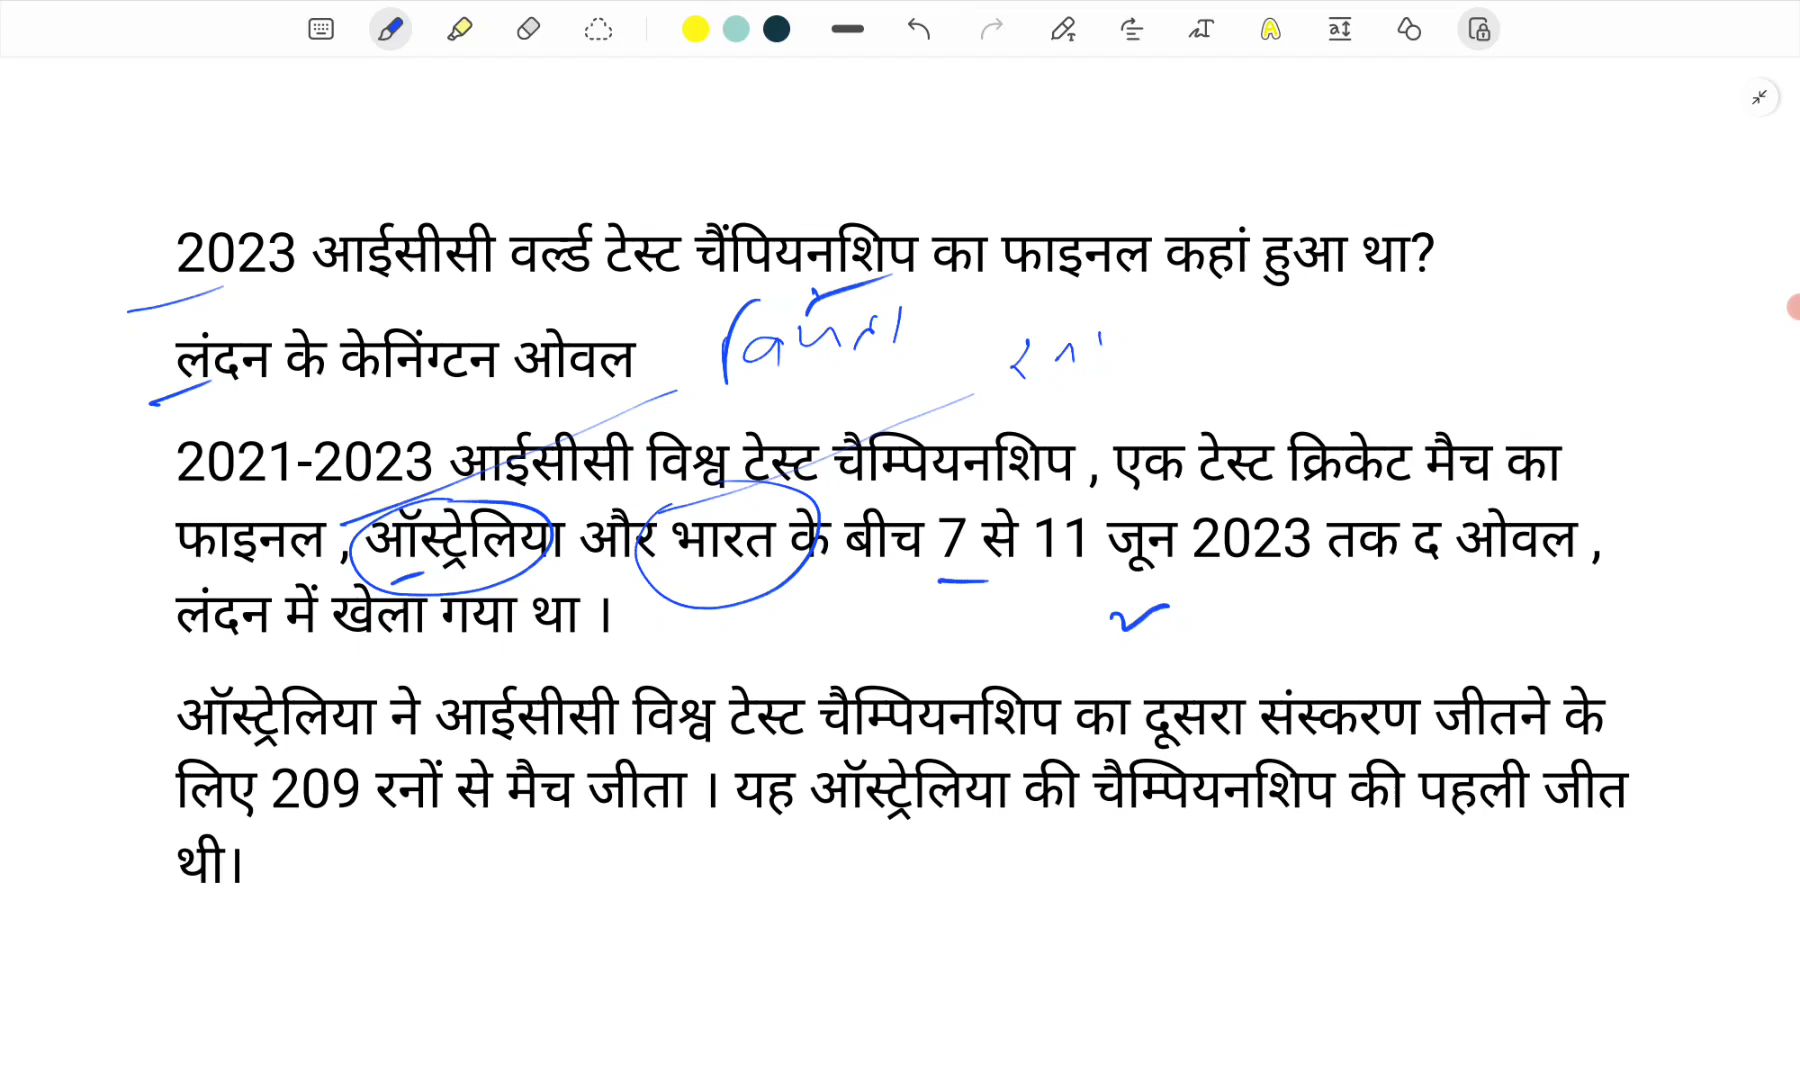 2023 आईसीसी वर्ल्ड टेस्ट चैंपियनशिप का फाइनल कहां हुआ था?
लंदन के केनिंग्टन ओवल
2021-2023 आईसीसी विश्व टेस्ट चैम्पियनशिप , एक टेस्ट क्रिकेट मैच का
फाइनल , ऑस्ट्रेलिया और भारत के बीच 7 से 11 जून 2023 तक द ओवल ,
लंदन में खेला गया था ।
ऑस्ट्रेलिया ने आईसीसी विश्व टेस्ट चैम्पियनशिप का दूसरा संस्करण जीतने के
लिए 209 रनों से मैच जीता । यह ऑस्ट्रेलिया की चैम्पियनशिप की पहली जीत
थी।